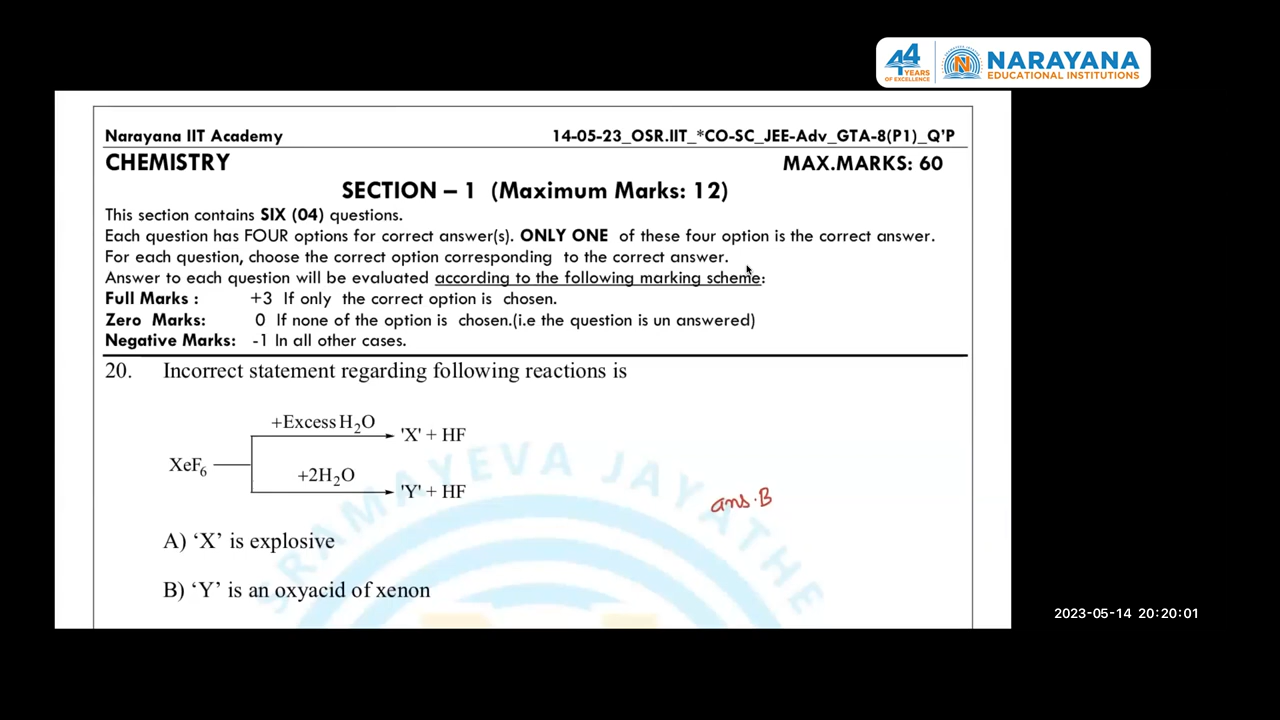 44
YEARS
OF EXCELLENCE
N
NARAYANA
EDUCATIONAL INSTITUTIONS
Narayana IIT Academy 14-05-23_OSR.IIT_*CO-SC_JEE-Adv_GTA-8(P1)_Q'P
CHEMISTRY MAX.MARKS: 60
SECTION – 1 (Maximum Marks: 12)
This section contains SIX (04) questions.
Each question has FOUR options for correct answer(s). ONLY ONE of these four option is the correct answer.
For each question, choose the correct option corresponding to the correct answer.
Answer to each question will be evaluated according to the following marking scheme:
Full Marks : +3 If only the correct option is chosen.
Zero Marks: 0 If none of the option is chosen.(i.e the question is un answered)
Negative Marks: -1 In all other cases.
20. Incorrect statement regarding following reactions is
+Excess H₂O
'X' + HF
XeF₆
+2H₂O
'Y' + HF
ans.B
A) ‘X’ is explosive
B) ‘Y’ is an oxyacid of xenon
SRAMAYEVA JAYATHE
2023-05-14 20:20:01